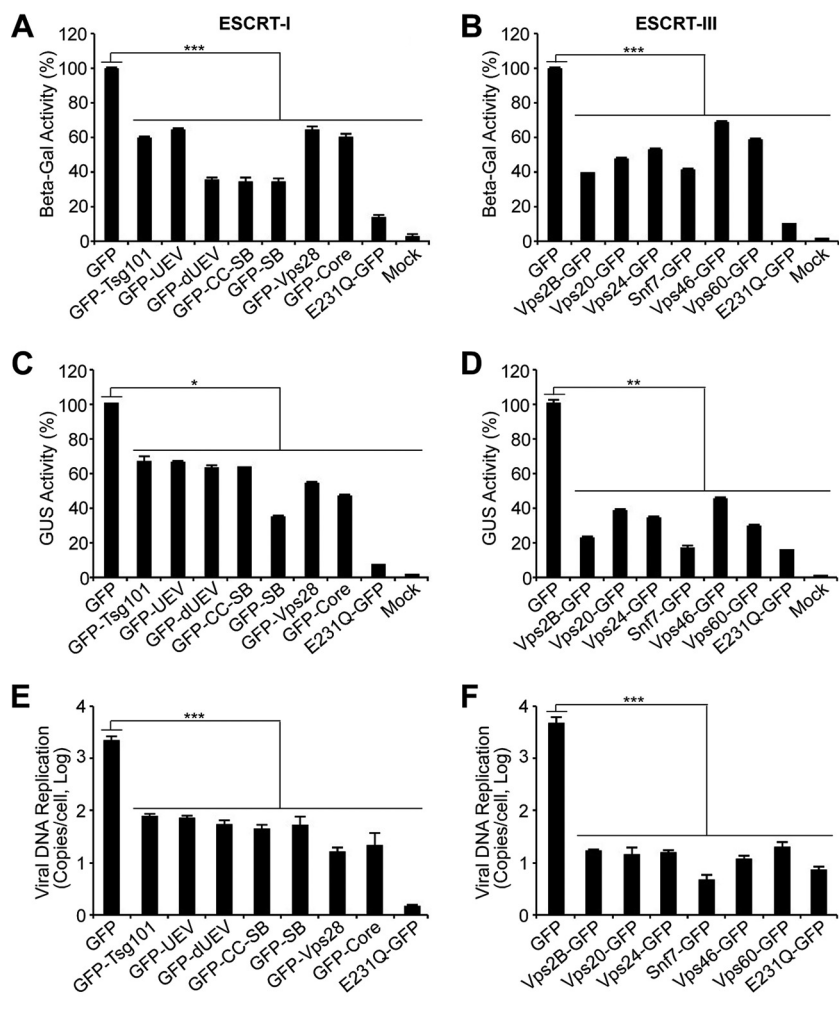 A
ESCRT-I
Beta-Gal Activity (%)
120
100
80
60
40
20
0
***
GFP
GFP-Tsg101
GFP-UEV
GFP-dUEV
GFP-CC-SB
GFP-SB
GFP-Vps28
GFP-Core
E231Q-GFP
Mock
B
ESCRT-III
Beta-Gal Activity (%)
120
100
80
60
40
20
0
***
GFP
Vps2B-GFP
Vps20-GFP
Vps24-GFP
Snf7-GFP
Vps46-GFP
Vps60-GFP
E231Q-GFP
Mock
C
GUS Activity (%)
120
100
80
60
40
20
0
*
GFP
GFP-Tsg101
GFP-UEV
GFP-dUEV
GFP-CC-SB
GFP-SB
GFP-Vps28
GFP-Core
E231Q-GFP
Mock
D
GUS Activity (%)
120
100
80
60
40
20
0
**
GFP
Vps2B-GFP
Vps20-GFP
Vps24-GFP
Snf7-GFP
Vps46-GFP
Vps60-GFP
E231Q-GFP
Mock
E
Viral DNA Replication
(Copies/cell, Log)
4
3
2
1
0
***
GFP
GFP-Tsg101
GFP-UEV
GFP-dUEV
GFP-CC-SB
GFP-SB
GFP-Vps28
GFP-Core
E231Q-GFP
F
Viral DNA Replication
(Copies/cell, Log)
4
3
2
1
0
***
GFP
Vps2B-GFP
Vps20-GFP
Vps24-GFP
Snf7-GFP
Vps46-GFP
Vps60-GFP
E231Q-GFP